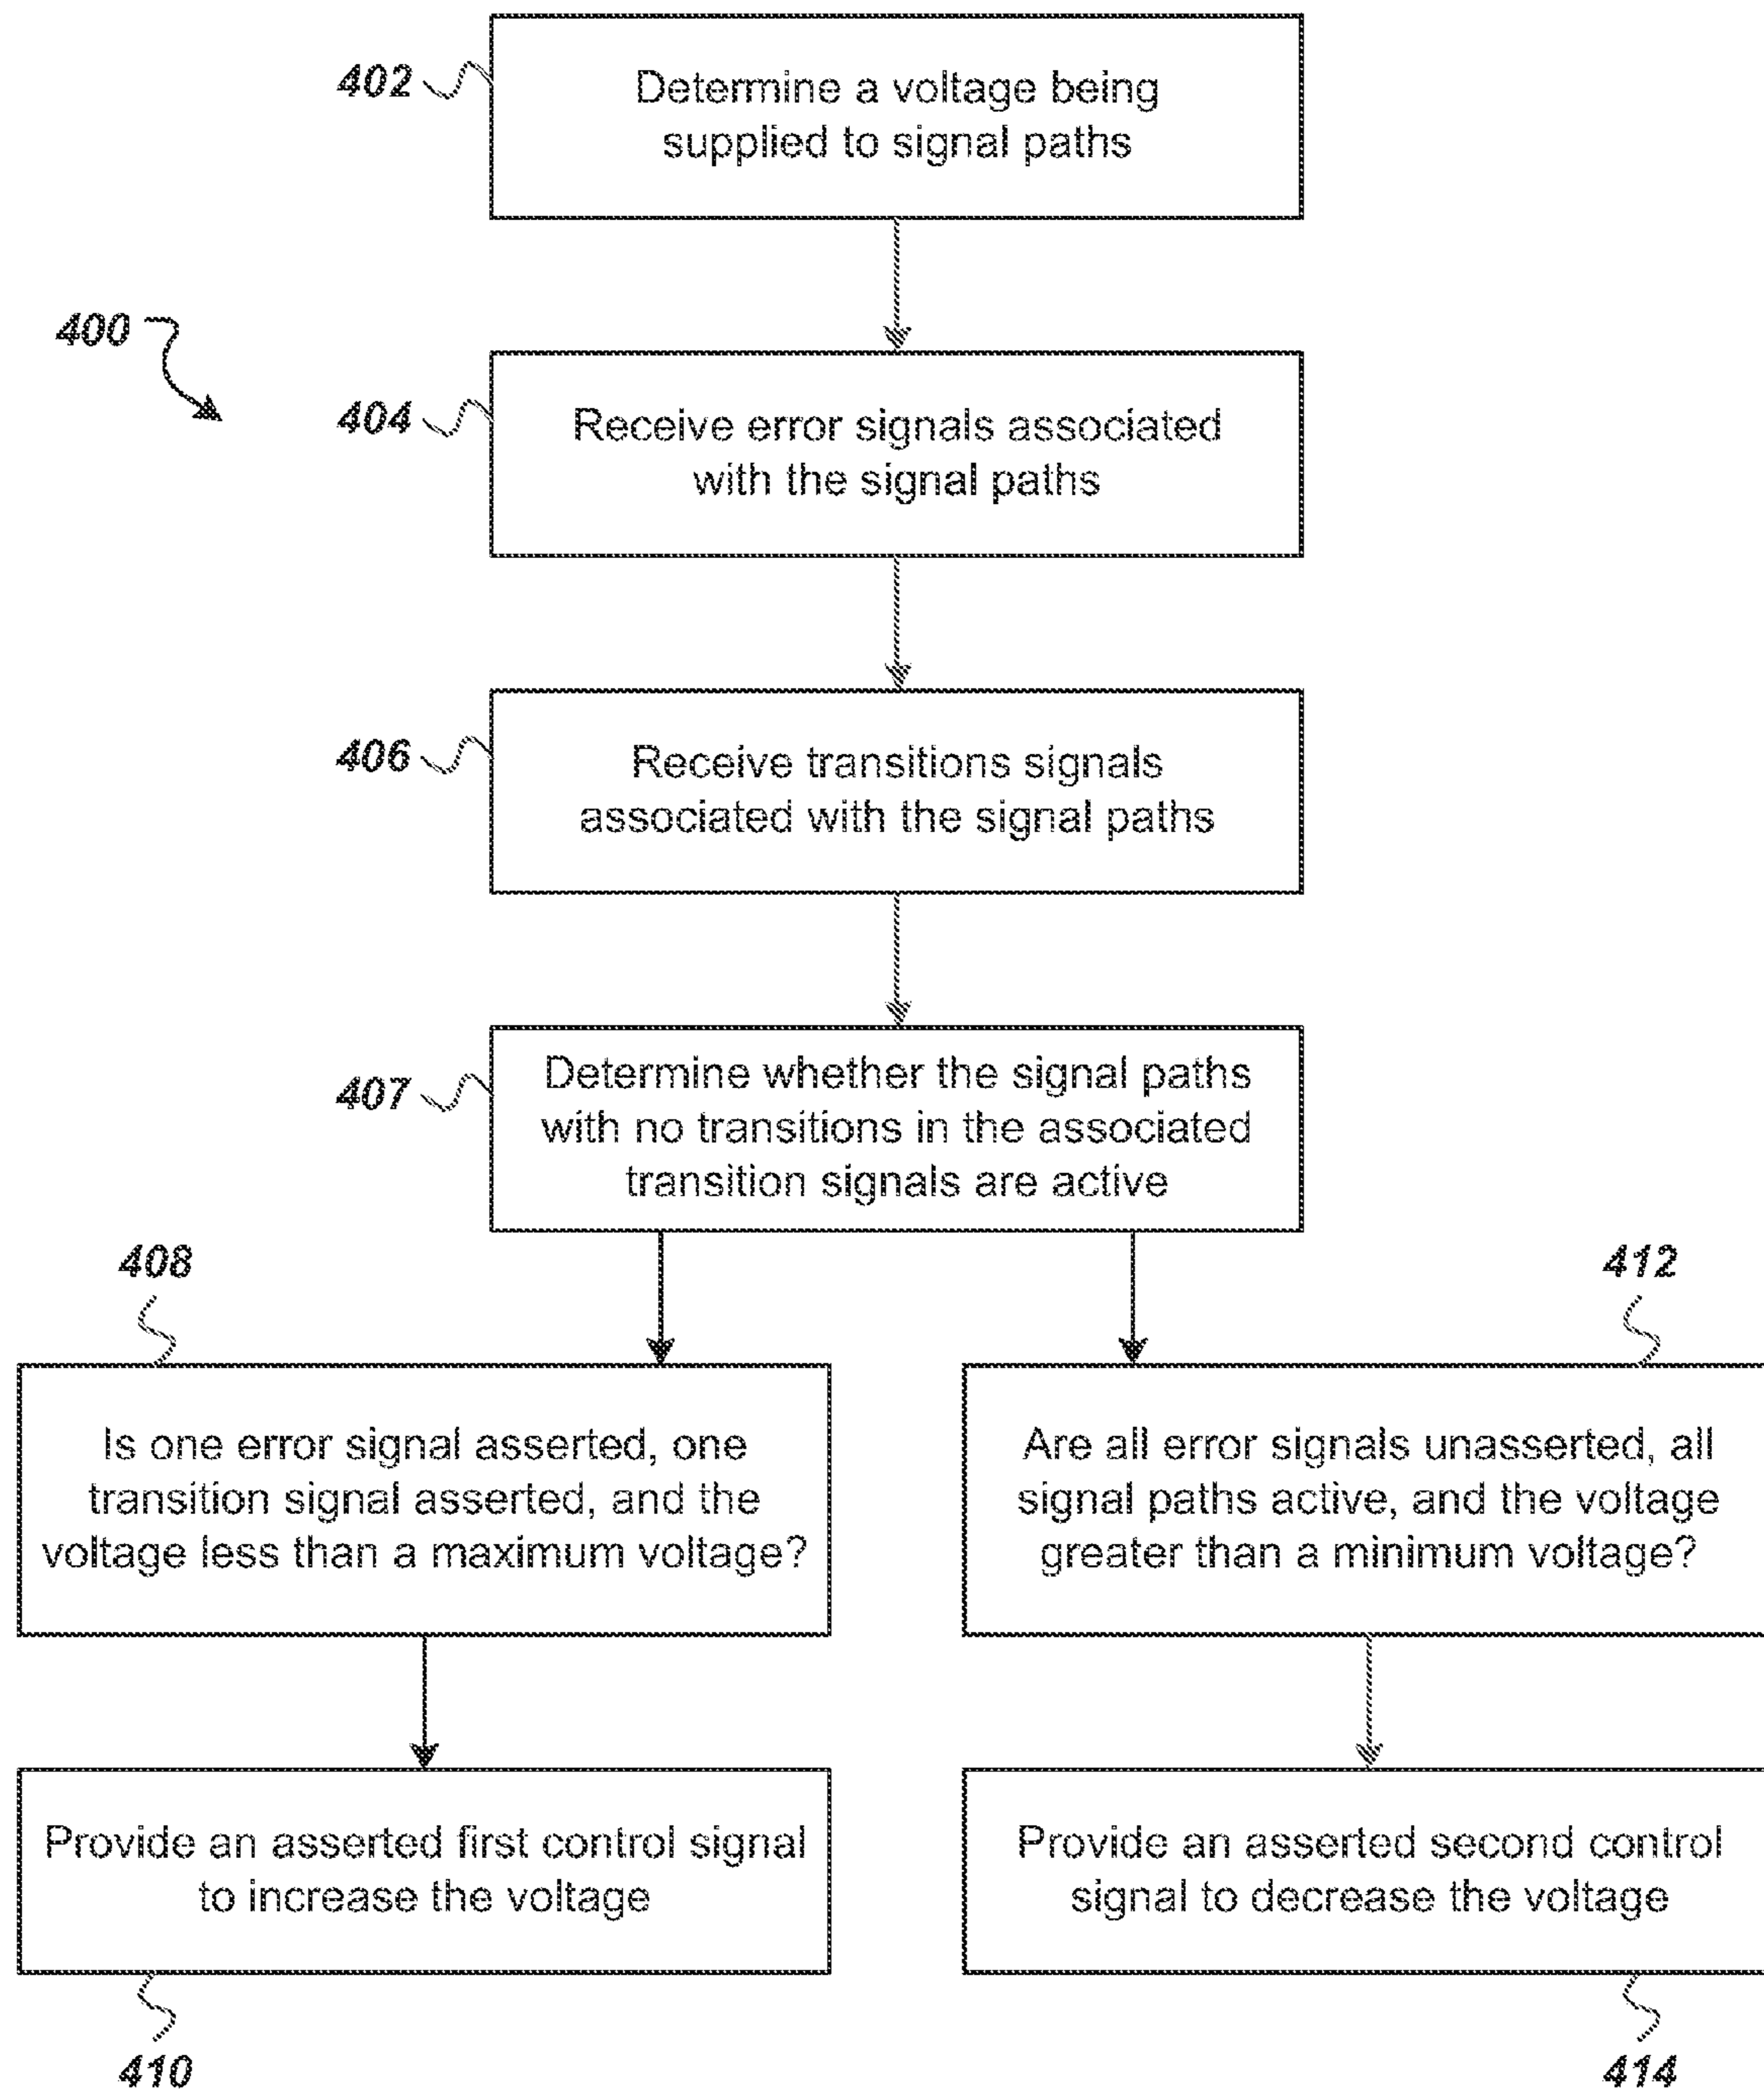 402
Determine a voltage being
supplied to signal paths
400
404
Receive error signals associated
with the signal paths
406
Receive transitions signals
associated with the signal paths
407
Determine whether the signal paths
with no transitions in the associated
transition signals are active
408
412
Is one error signal asserted, one
transition signal asserted, and the
voltage less than a maximum voltage?
Are all error signals unasserted, all
signal paths active, and the voltage
greater than a minimum voltage?
Provide an asserted first control signal
to increase the voltage
Provide an asserted second control
signal to decrease the voltage
410
414